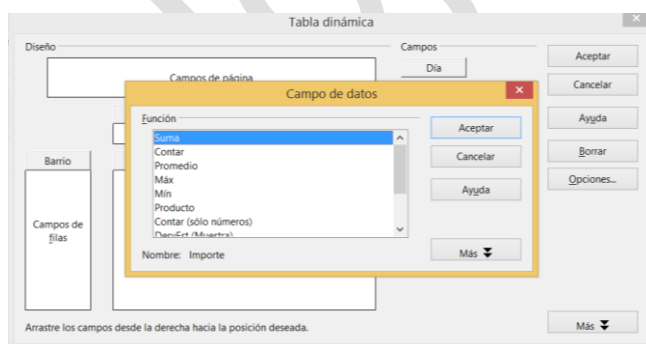 Tabla dinámica
Diseño
Campos
Campos de página
Día
Aceptar
Cancelar
Ayuda
Borrar
Opciones...
Barrio
Campos de
filas
Campo de datos
Función
Suma
Contar
Promedio
Máx
Mín
Producto
Contar (sólo números)
Aceptar
Cancelar
Ayuda
Nombre: Importe
Más
Arrastre los campos desde la derecha hacia la posición deseada.
Más